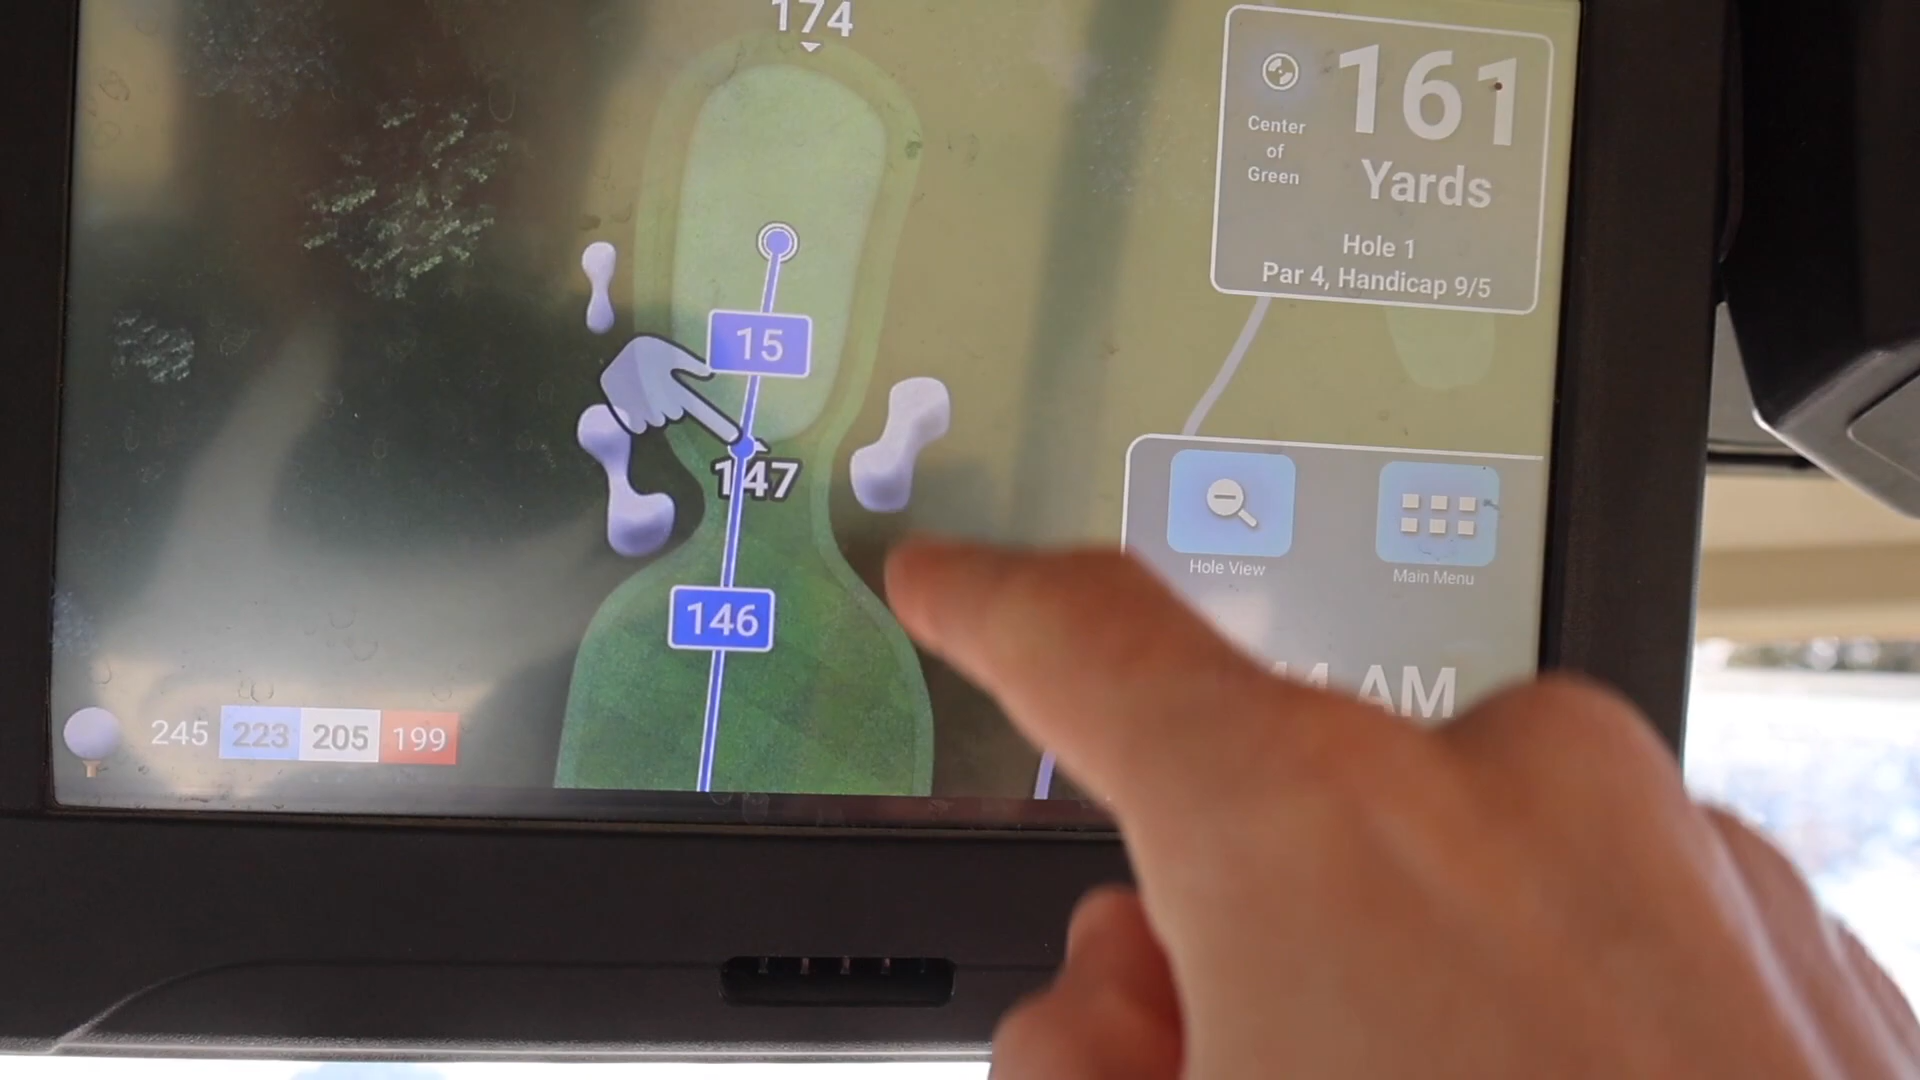 174
161
Yards
Center
of
Green
Hole 1
Par 4, Handicap 9/5
15
147
146
Hole View
Main Menu
AM
245 223 205 199